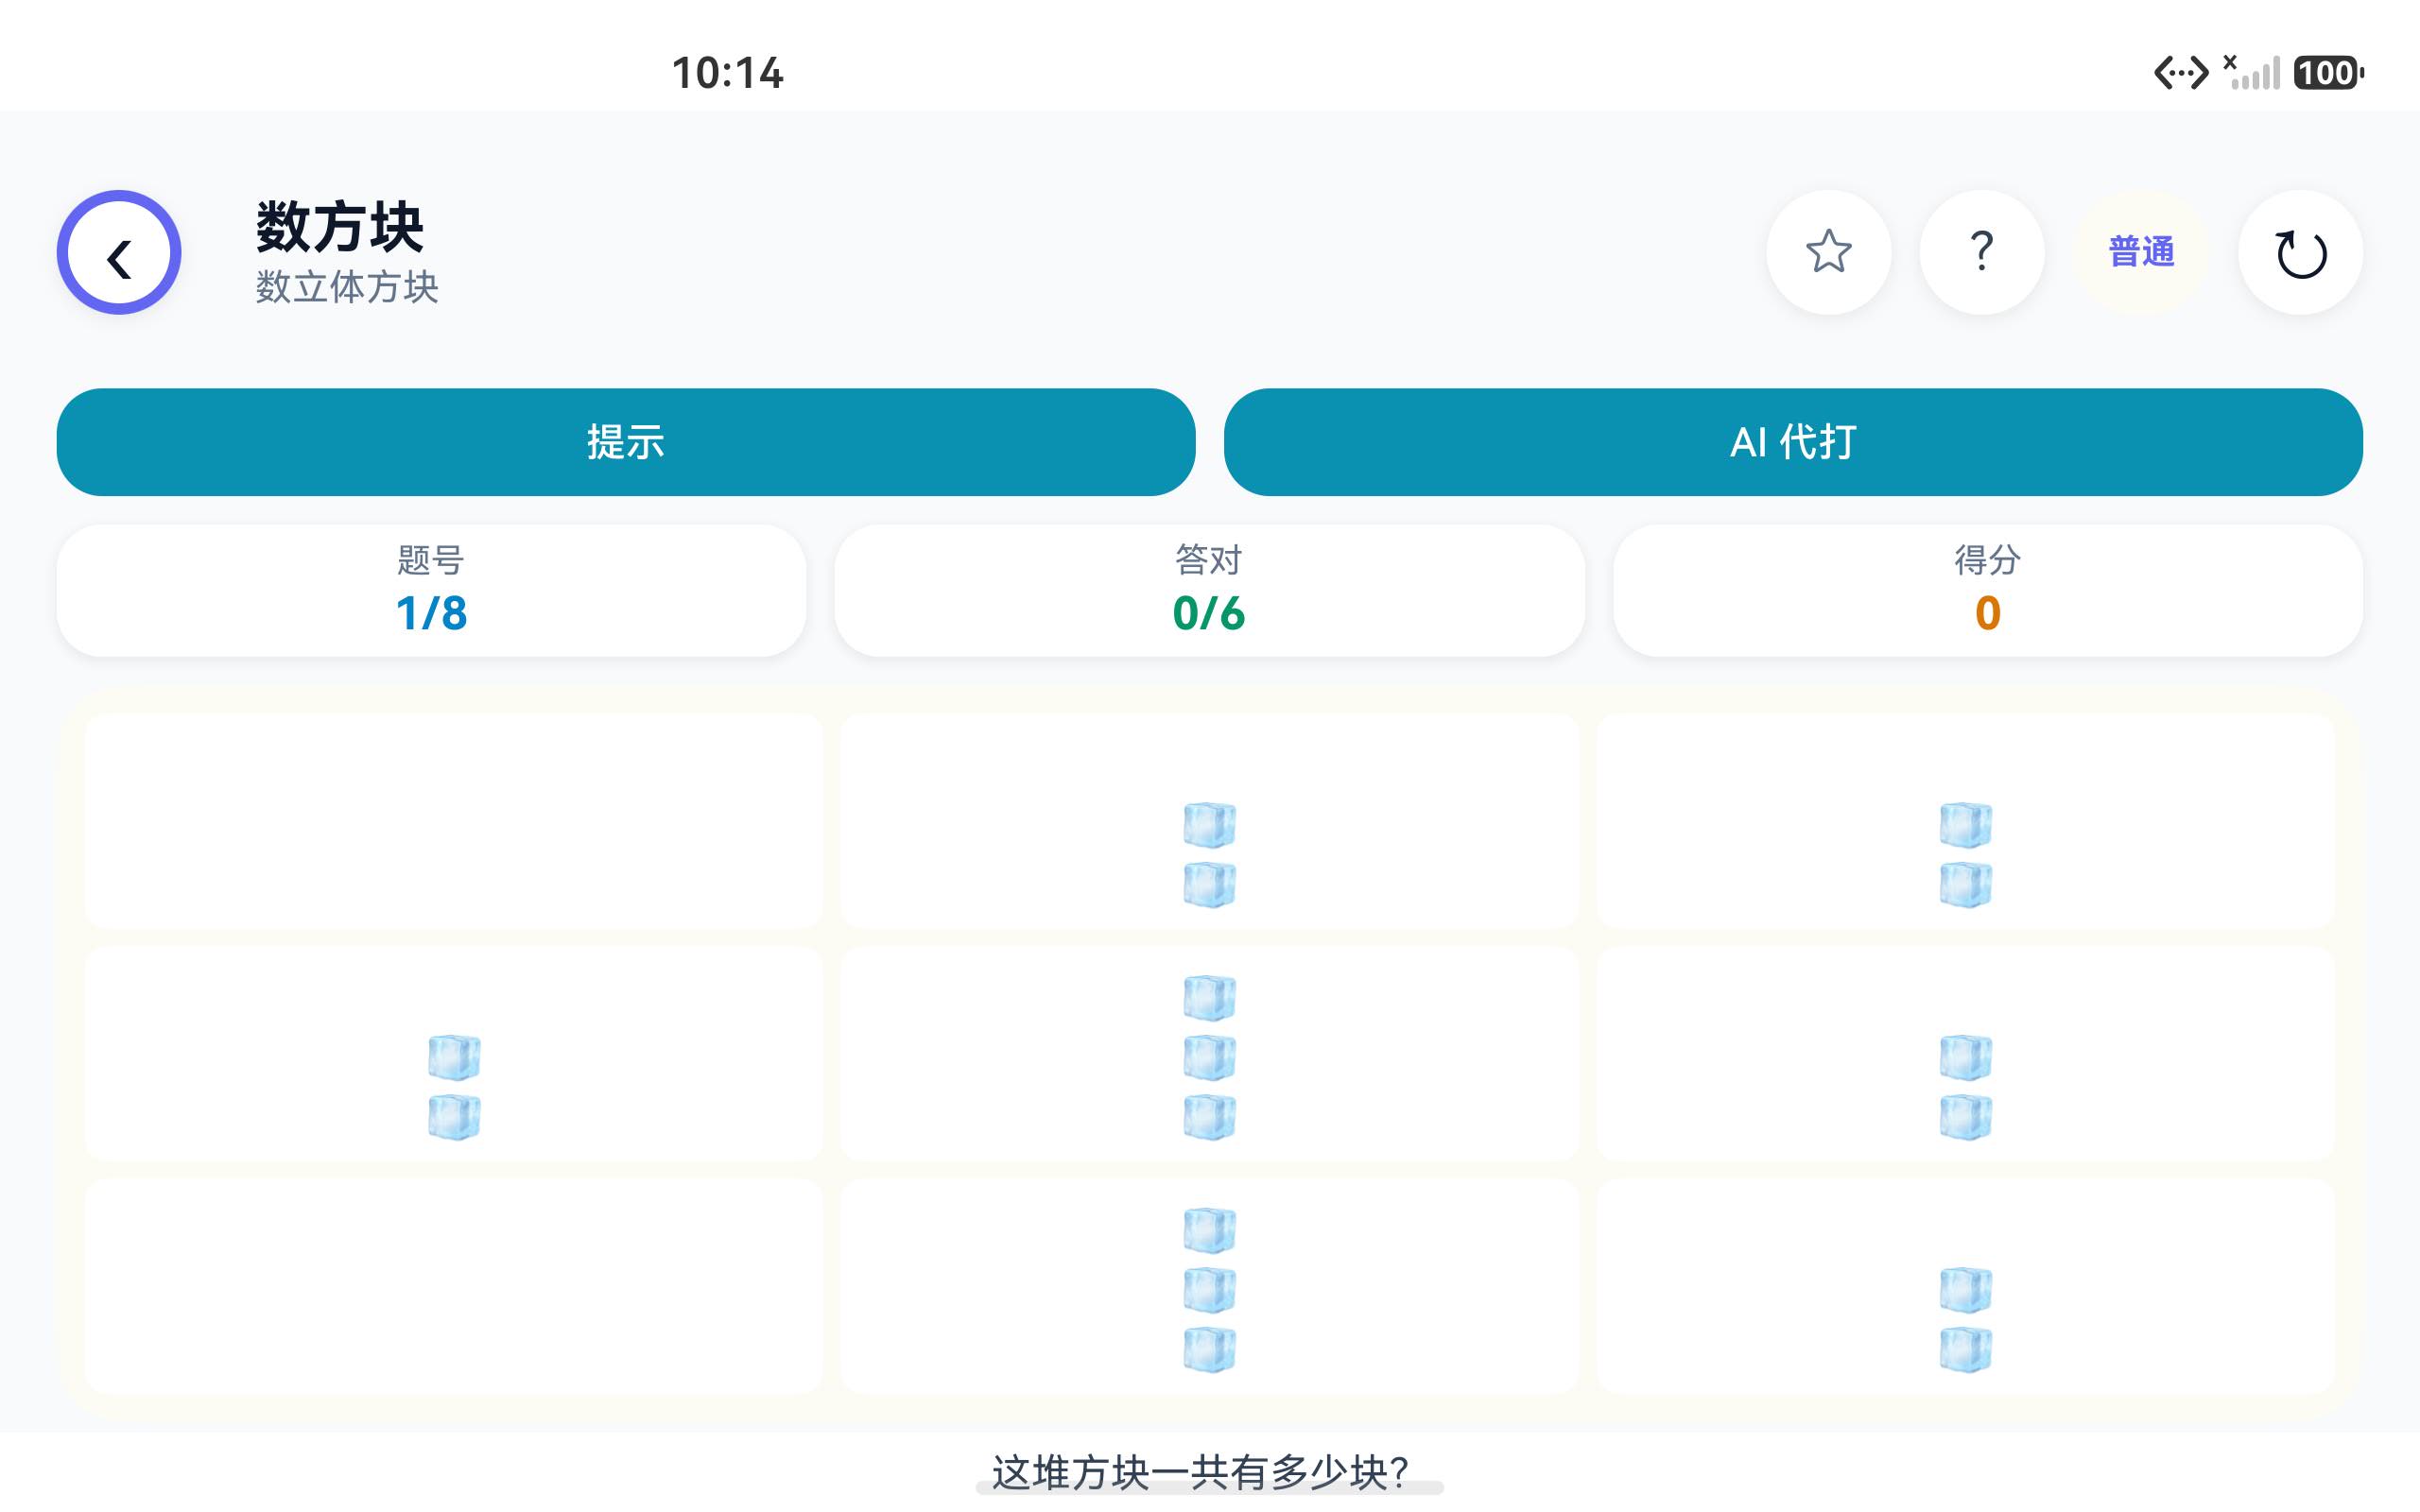 10:14
100
数方块
数立体方块
?
普通
提示
AI 代打
题号
1/8
答对
0/6
得分
0
这堆方块一共有多少块?